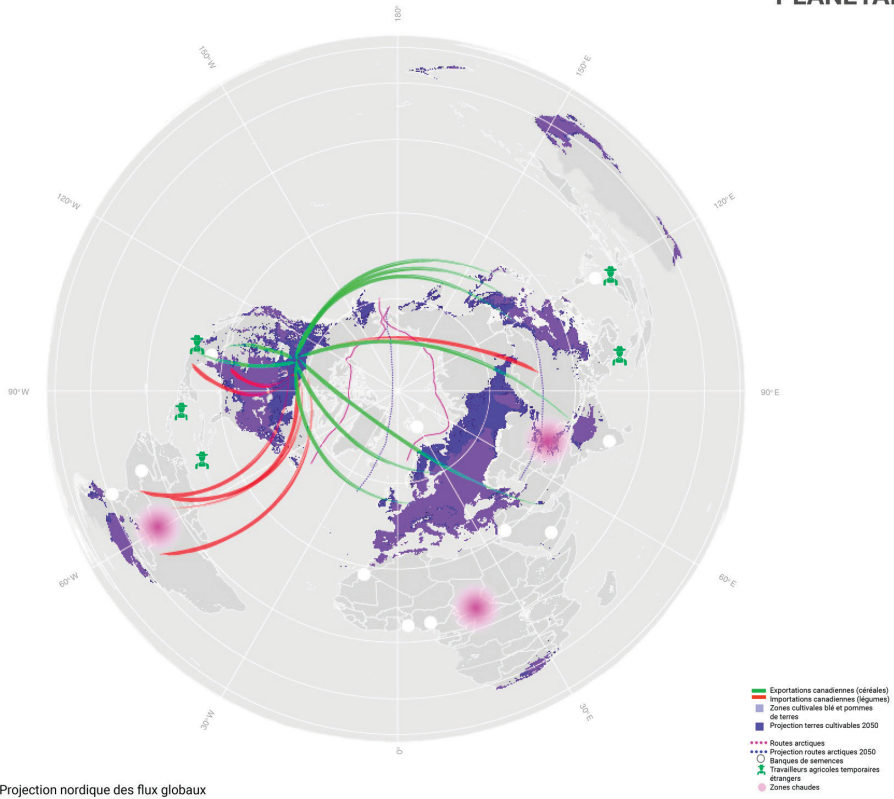 180°
150°W
150°E
120°W
120°E
90°W
90°E
60°W
60°E
30°W
30°E
0°
Exportations canadiennes (céréales)
Importations canadiennes (légumes)
Zones cultivales blé et pommes
de terres
Projection terres cultivables 2050
Routes arctiques
Projection routes arctiques 2050
Banques de semences
Travailleurs agricoles temporaires
étrangers
Zones chaudes
Projection nordique des flux globaux